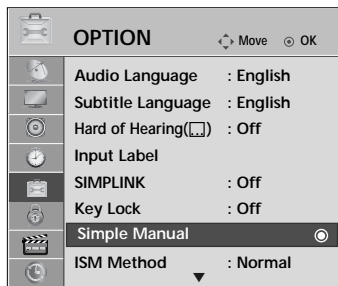 OPTION Move OK
Audio Language : English
Subtitle Language : English
Hard of Hearing( ) : Off
Input Label
SIMPLINK : Off
Key Lock : Off
Simple Manual
ISM Method : Normal